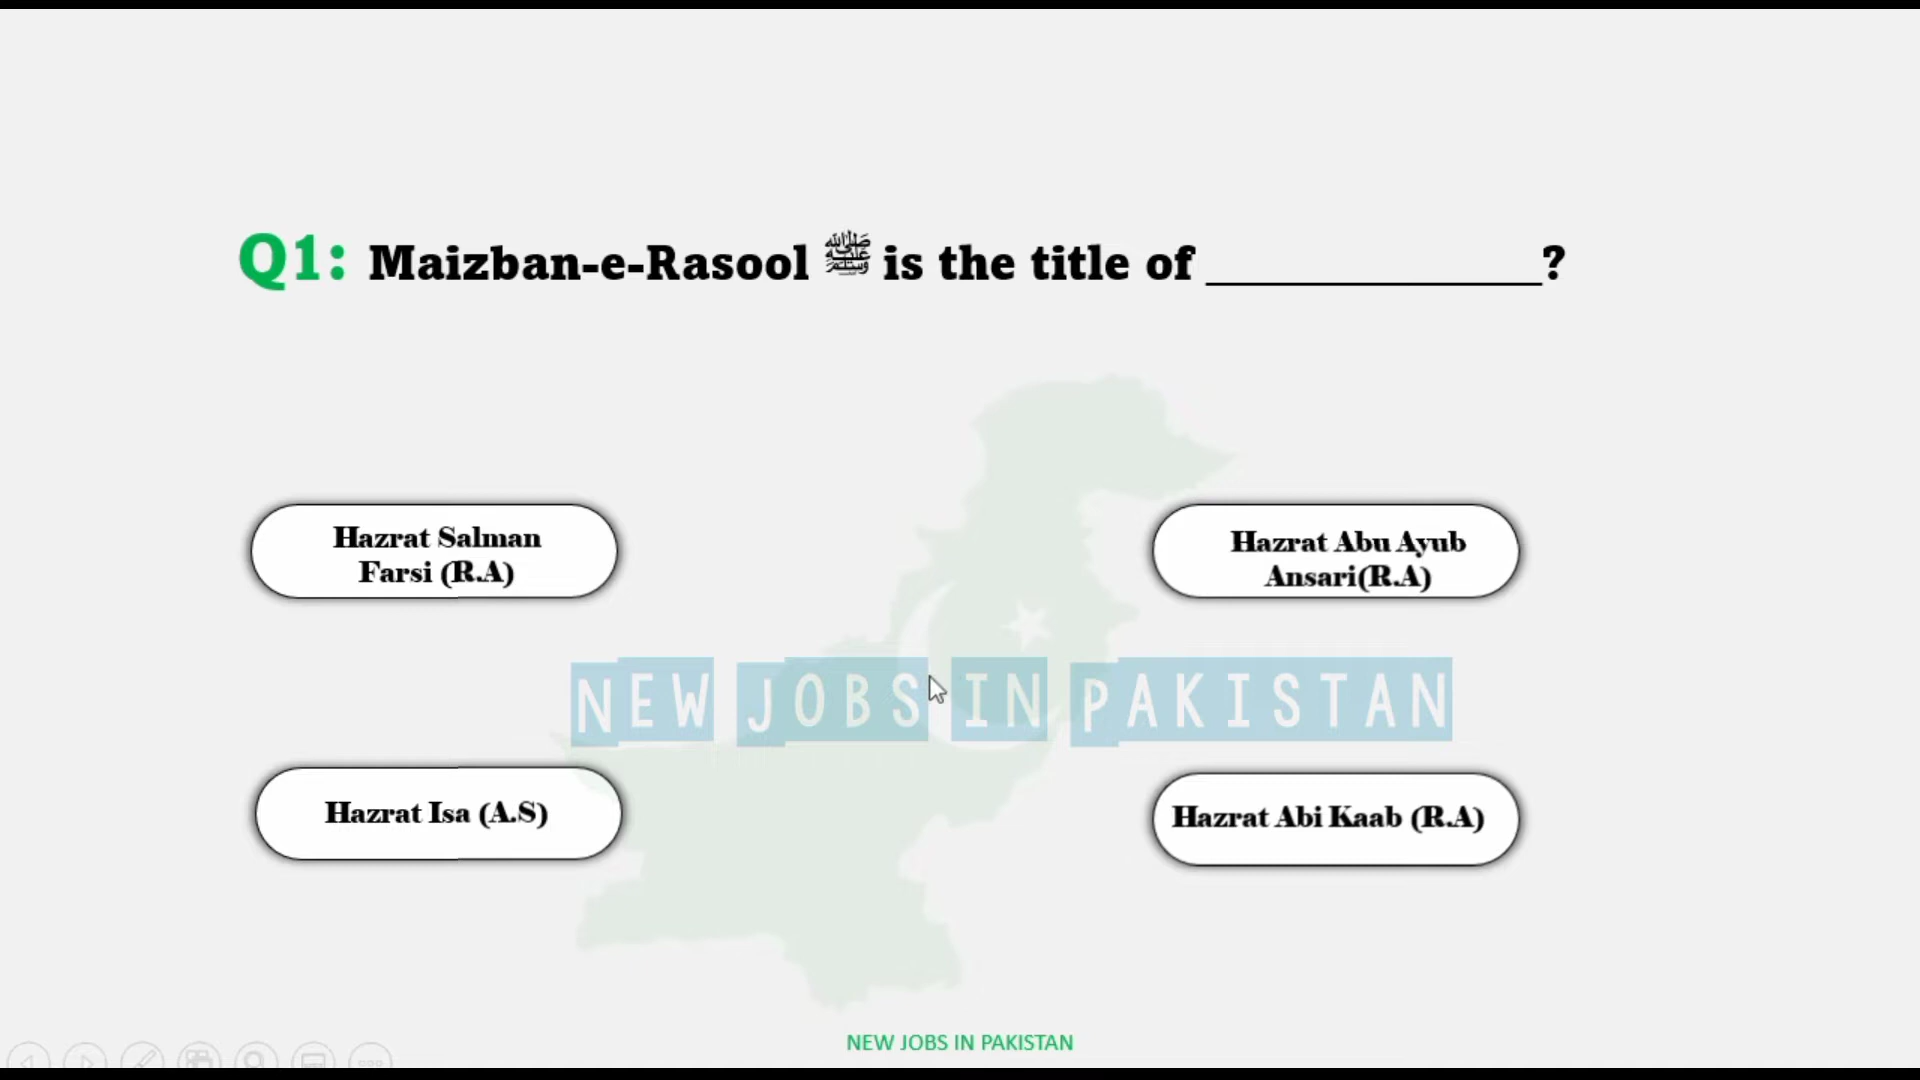 Q1: Maizban-e-Rasool ﷺ is the title of ______________?
Hazrat Salman
Farsi (R.A)
Hazrat Abu Ayub
Ansari(R.A)
NEW JOBS IN PAKISTAN
Hazrat Isa (A.S)
Hazrat Abi Kaab (R.A)
NEW JOBS IN PAKISTAN